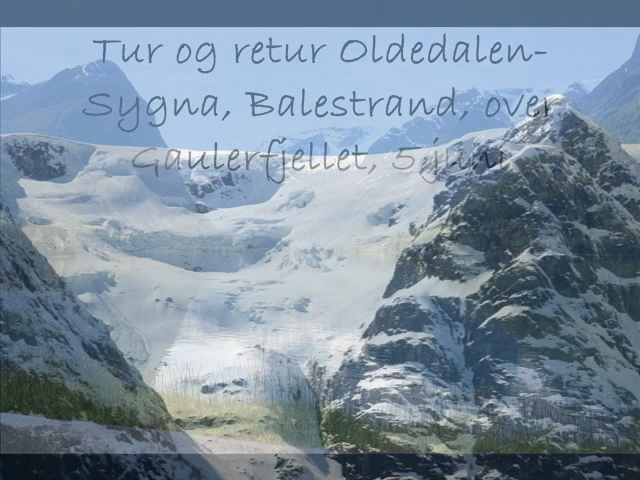 Tur og retur Oldedalen-
Sygna, Balestrand, over
Gaulerfjellet, 5.juni